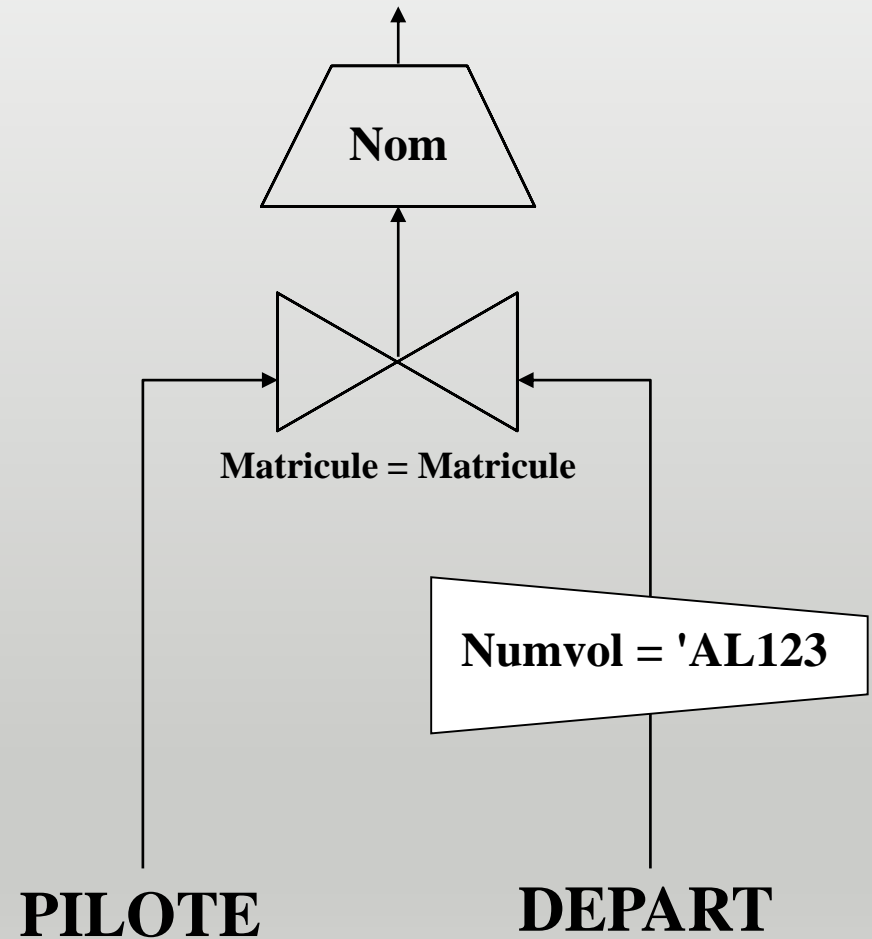 Nom
Matricule = Matricule
Numvol = 'AL123
PILOTE
DEPART